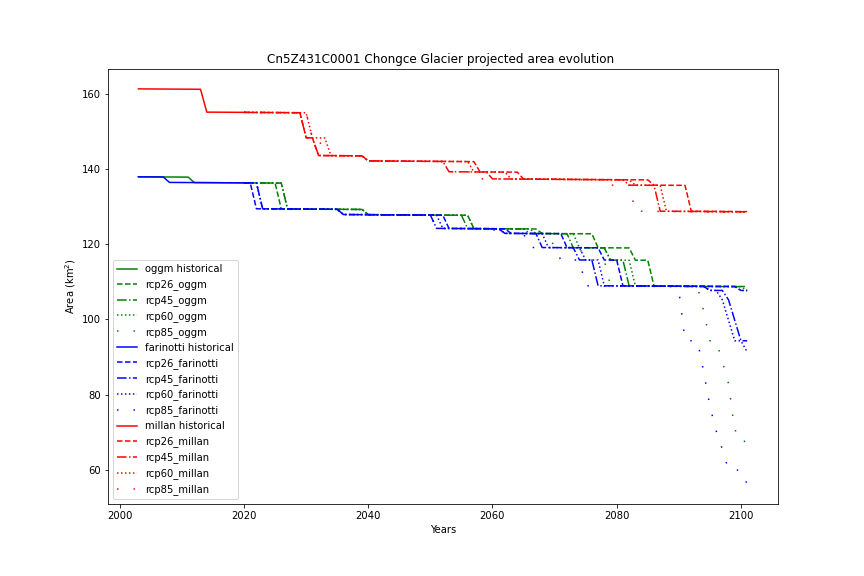 Cn5Z431C0001 Chongce Glacier projected area evolution
Area (km²)
160
140
120
100
80
60
oggm historical
rcp26_oggm
rcp45_oggm
rcp60_oggm
rcp85_oggm
farinotti historical
rcp26_farinotti
rcp45_farinotti
rcp60_farinotti
rcp85_farinotti
millan historical
rcp26_millan
rcp45_millan
rcp60_millan
rcp85_millan
2000 2020 2040 2060 2080 2100
Years